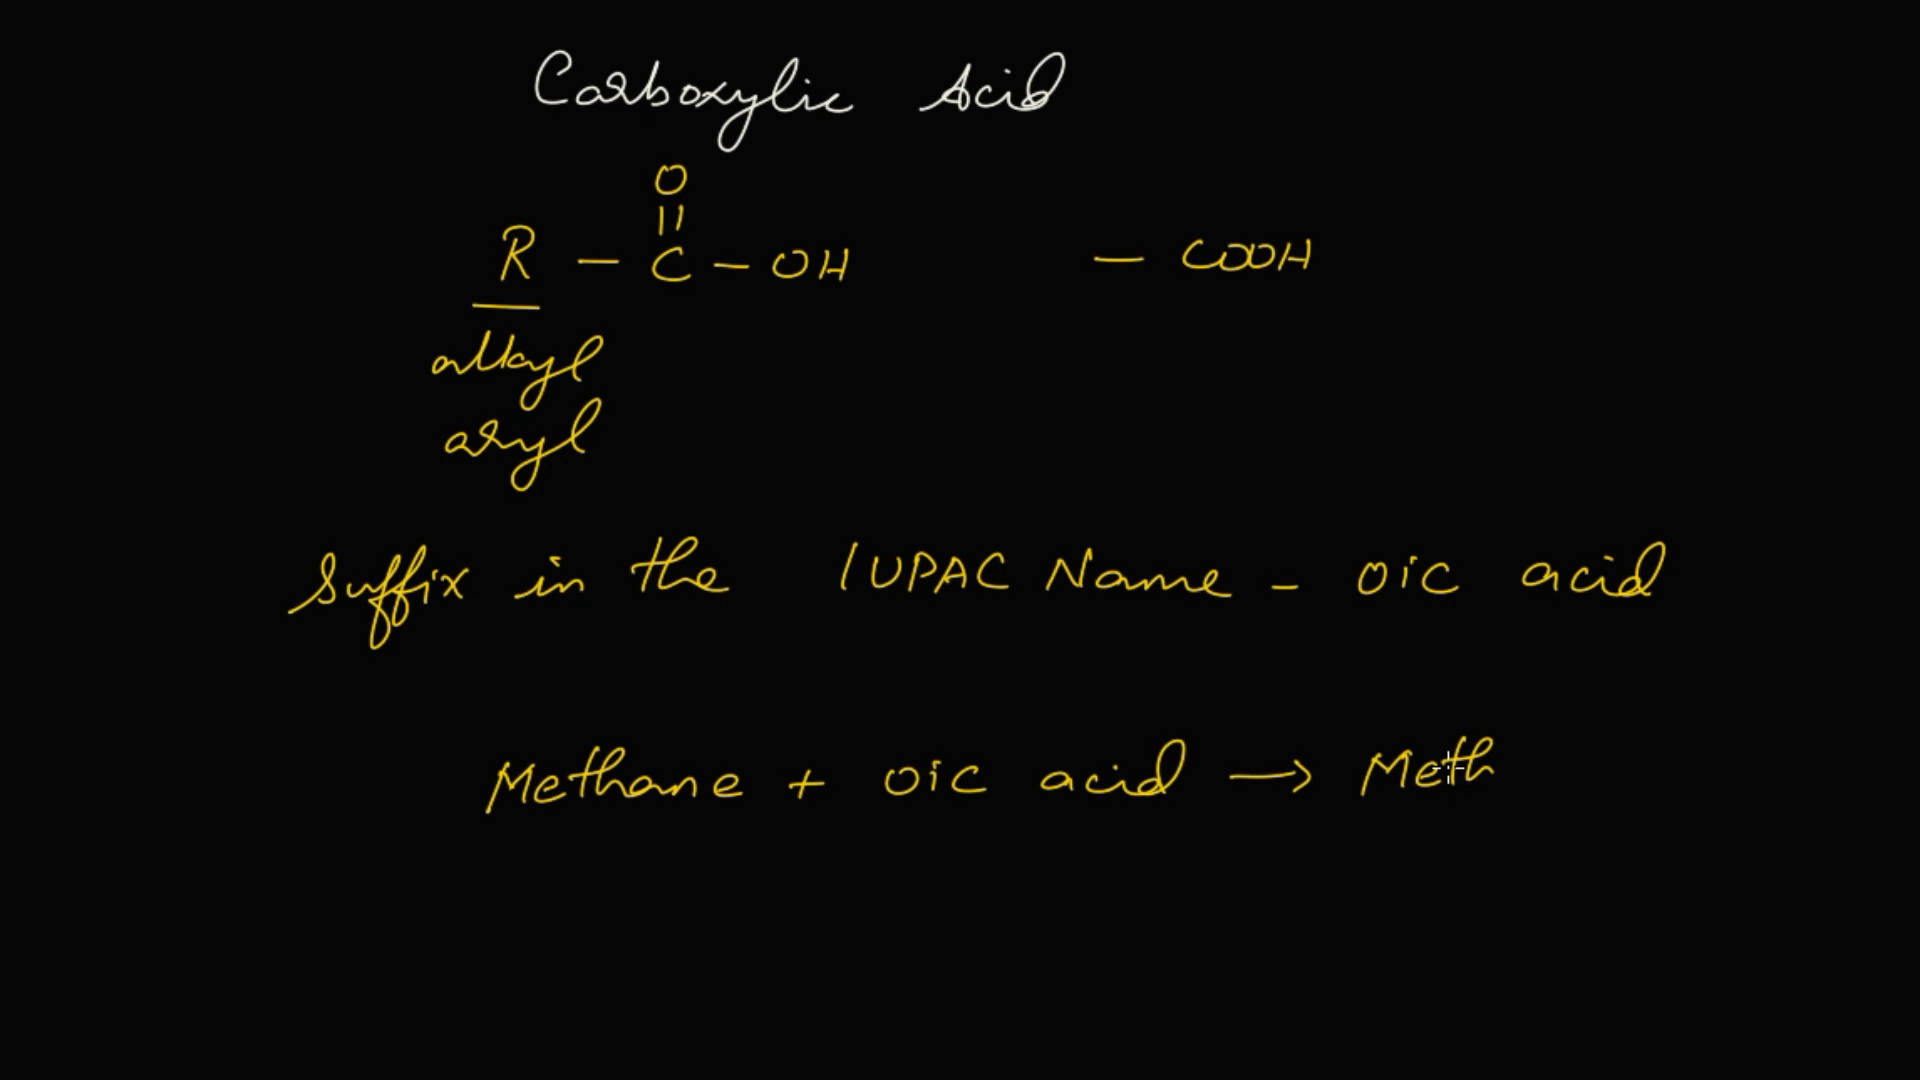 Carboxylic Acid
O
||
R - C - OH - COOH
alkyl
aryl
Suffix in the IUPAC Name - oic acid
Methane + oic acid → Meth